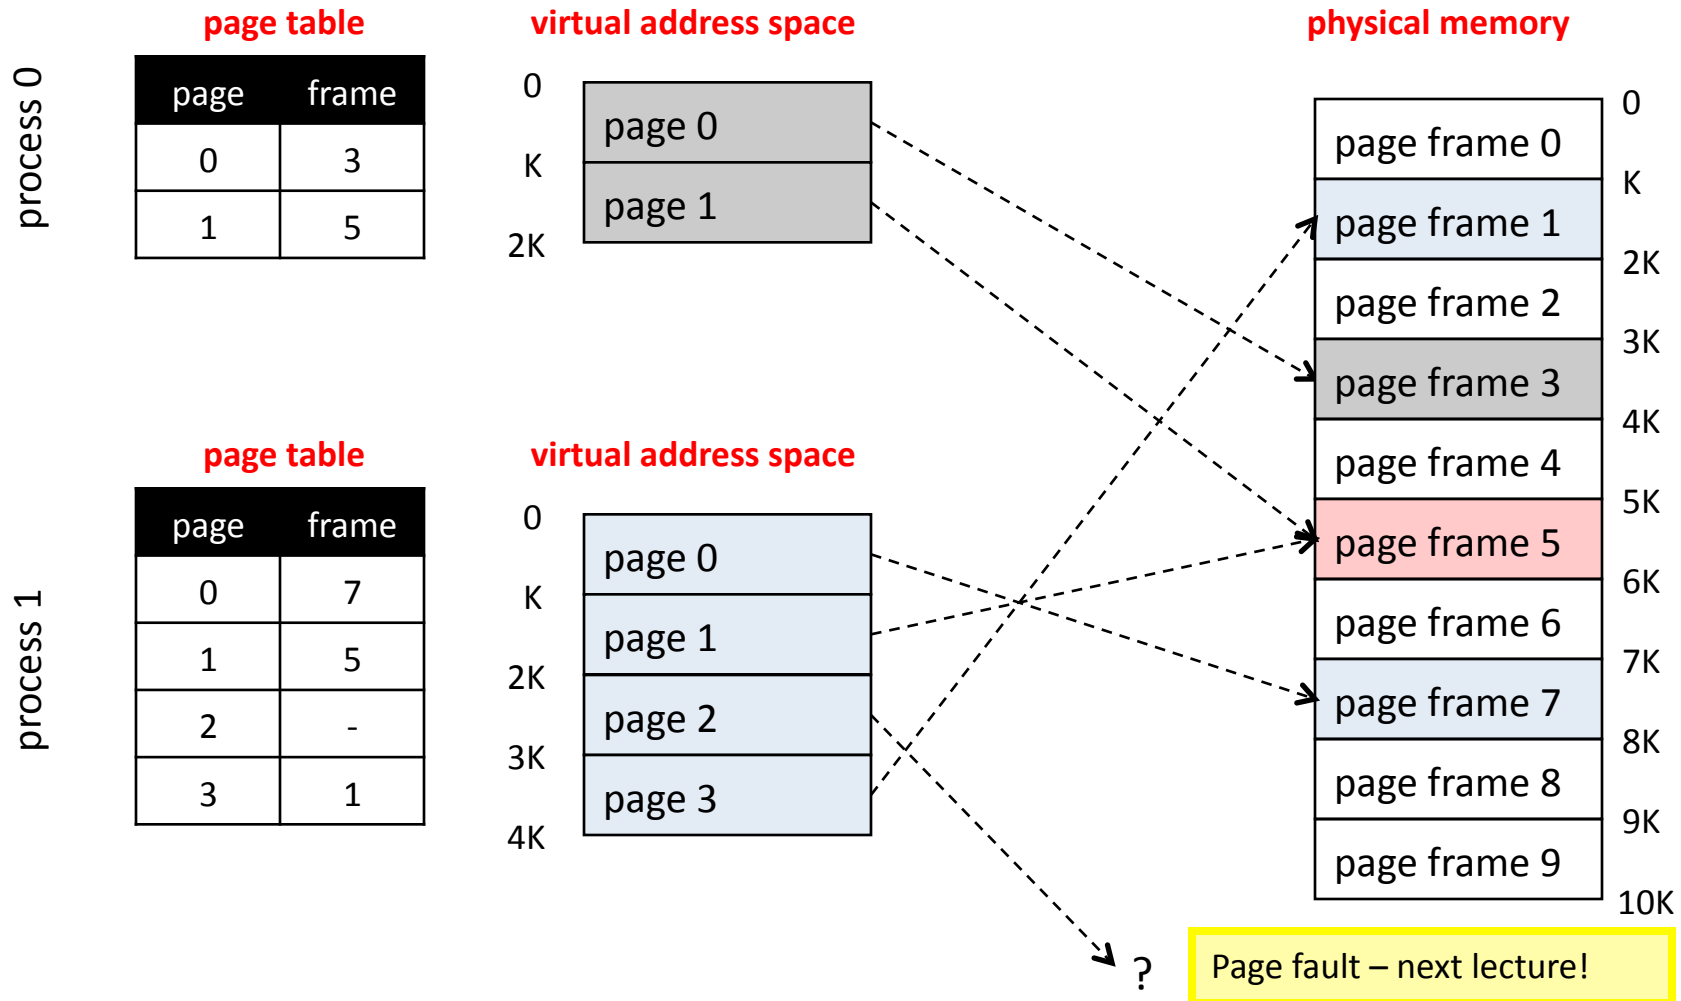 page table
virtual address space
physical memory
process 0
page frame
0 3
1 5
0
K
2K
page 0
page 1
page table
virtual address space
process 1
page frame
0 7
1 5
2 -
3 1
0
K
2K
3K
4K
page 0
page 1
page 2
page 3
page frame 0
page frame 1
page frame 2
page frame 3
page frame 4
page frame 5
page frame 6
page frame 7
page frame 8
page frame 9
0
K
2K
3K
4K
5K
6K
7K
8K
9K
10K
?
Page fault – next lecture!